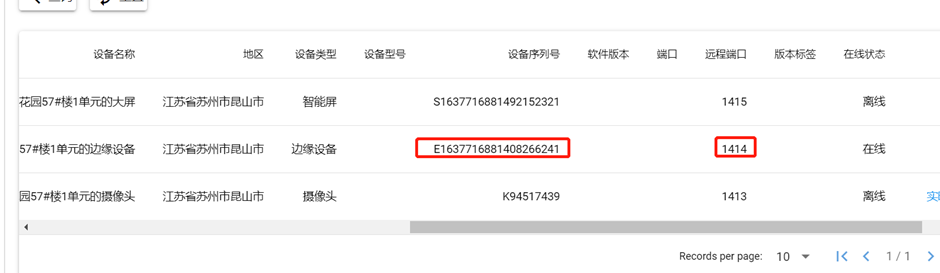 设备名称 地区 设备类型 设备型号 设备序列号 软件版本 端口 远程端口 版本标签 在线状态
花园57#楼1单元的大屏 江苏省苏州市昆山市 智能屏 S1637716881492152321 1415 离线
57#楼1单元的边缘设备 江苏省苏州市昆山市 边缘设备 E1637716881408266241 1414 在线
园57#楼1单元的摄像头 江苏省苏州市昆山市 摄像头 K94517439 1413 离线
Records per page: 10 1 / 1